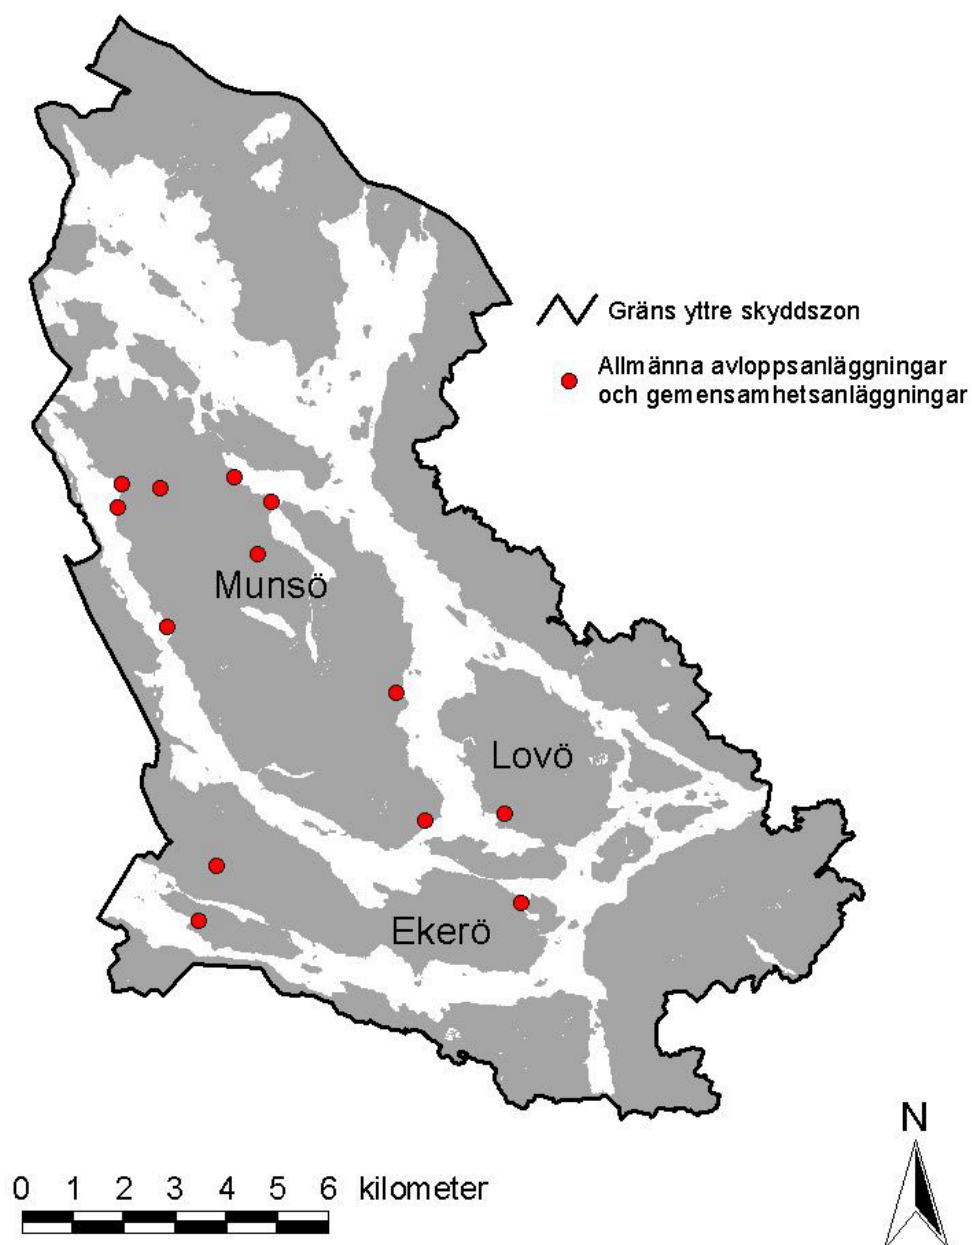 Gräns yttre skyddszon
Allmänna avloppsanläggningar
och gemensamhetsanläggningar
Munsö
Lovö
Ekerö
N
0 1 2 3 4 5 6 kilometer